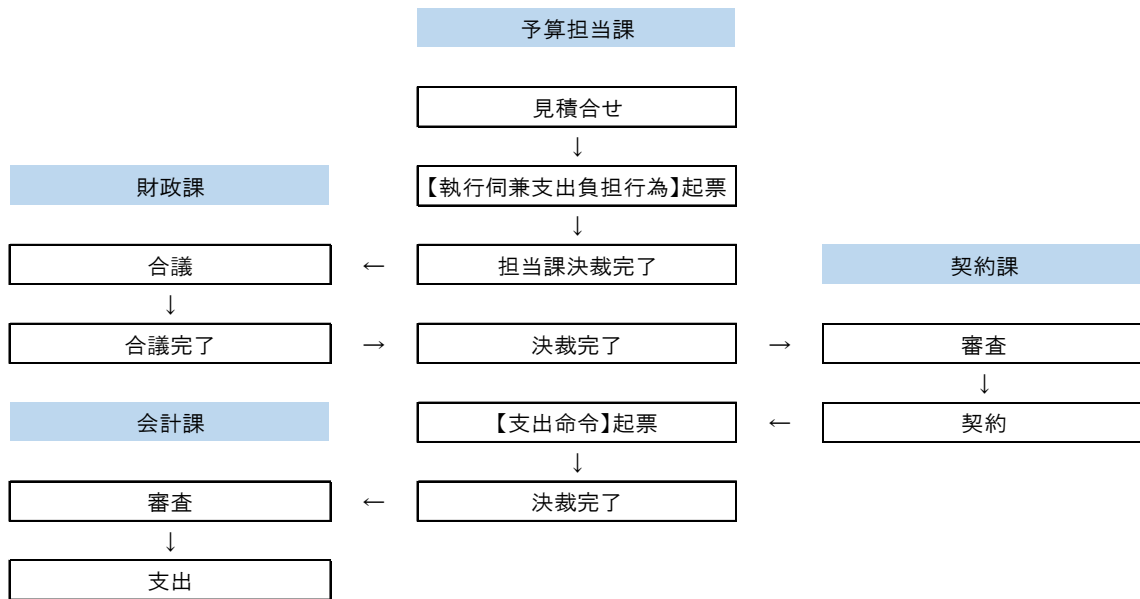 予算担当課
見積合せ
↓
財政課
【執行伺兼支出負担行為】起票
↓
合議 ← 担当課決裁完了
契約課
↓
合議完了 → 決裁完了 → 審査
↓
会計課
【支出命令】起票 ← 契約
↓
審査 ← 決裁完了
↓
支出